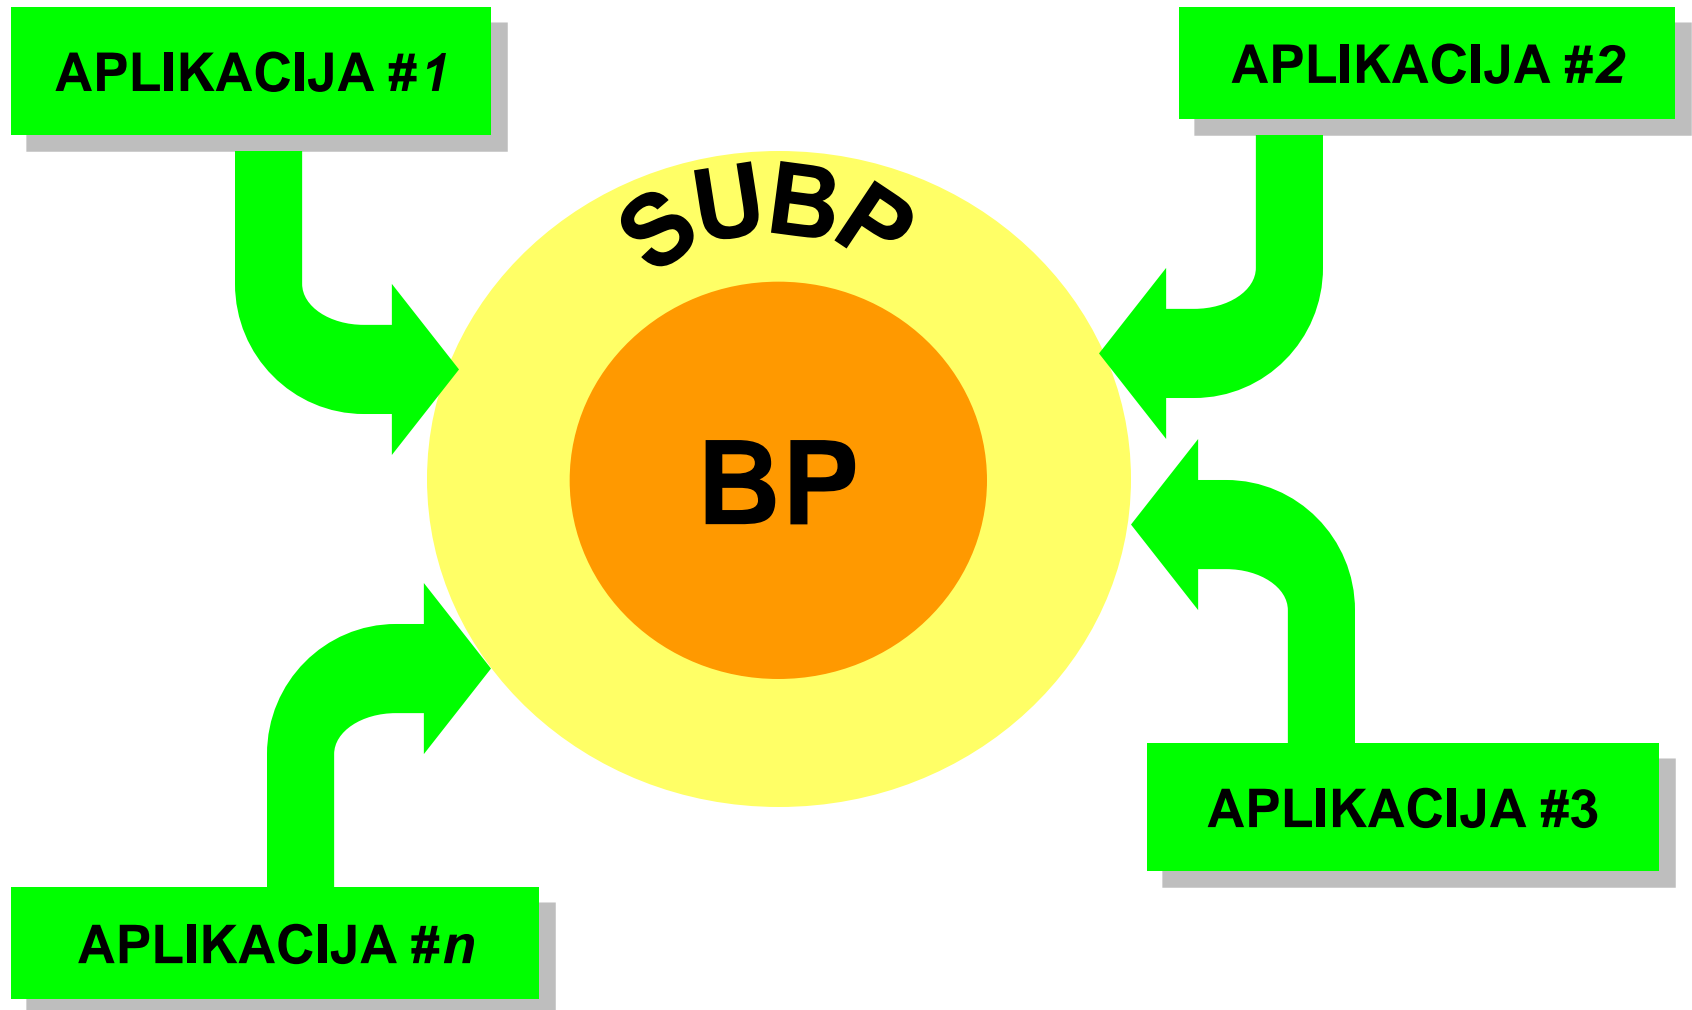 APLIKACIJA #1
APLIKACIJA #2
SUBP
BP
APLIKACIJA #3
APLIKACIJA #n